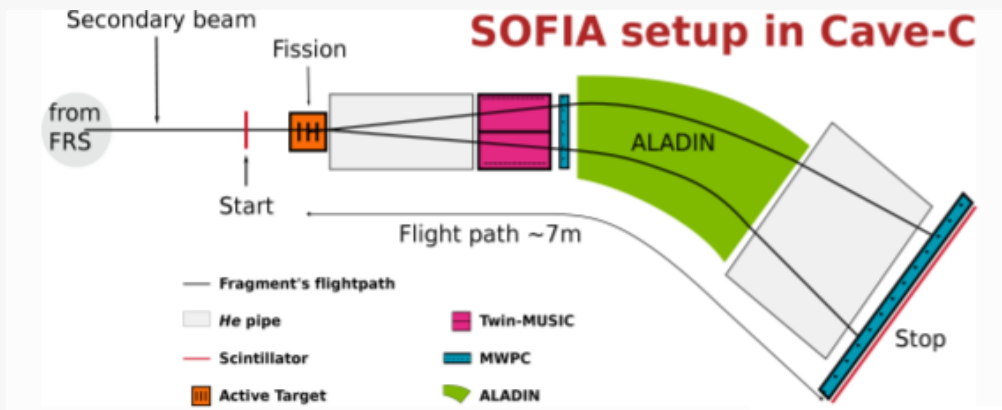 Secondary beam
SOFIA setup in Cave-C
Fission
from
FRS
ALADIN
Start
Flight path ~7m
Stop
Fragment's flightpath
He pipe
Twin-MUSIC
Scintillator
MWPC
Active Target
ALADIN